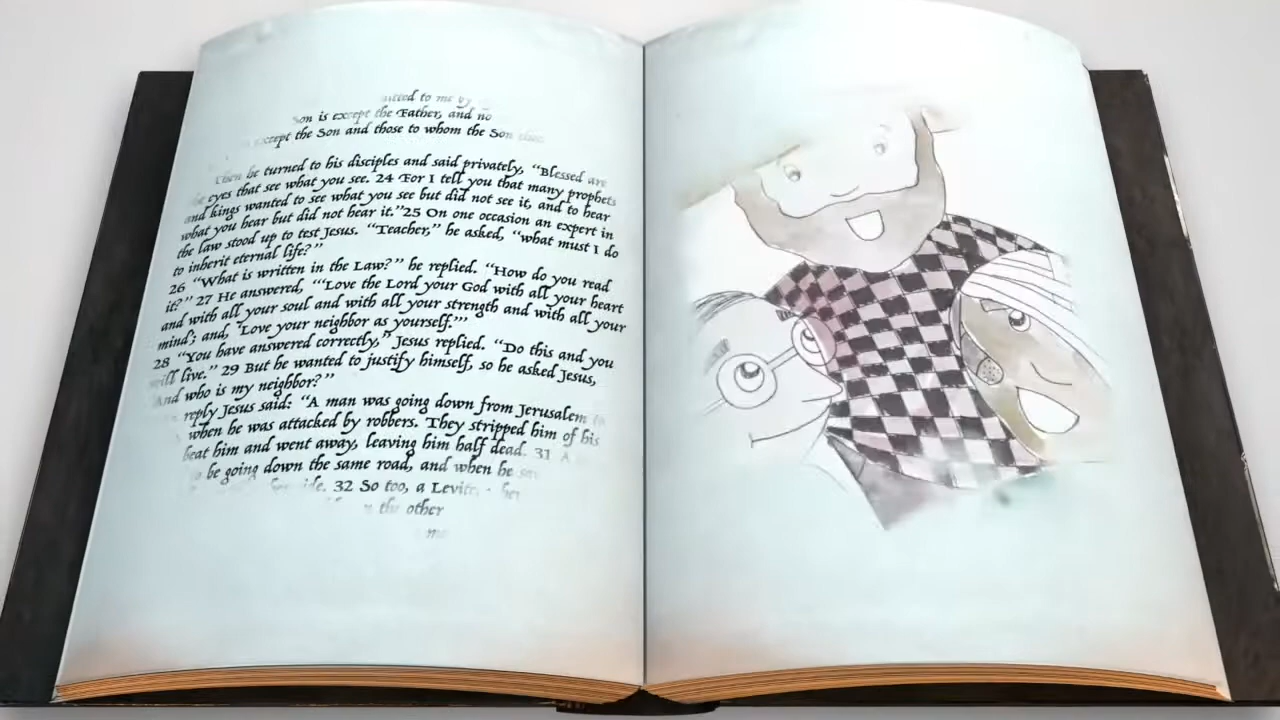 to me by
Son is except the Father, and no
except the Son and those to whom the Son
Then he turned to his disciples and said privately, “Blessed are
eyes that see what you see. 24 For I tell you that many prophets
and kings wanted to see what you see but did not see it, and to hear
what you hear but did not hear it.”25 On one occasion an expert in
the law stood up to test Jesus. “Teacher,” he asked, “what must I do
to inherit eternal life?”
26 “What is written in the Law?” he replied. “How do you read
it?” 27 He answered, “‘Love the Lord your God with all your heart
and with all your soul and with all your strength and with all your
mind’; and, ‘Love your neighbor as yourself.’”
28 “You have answered correctly,” Jesus replied. “Do this and you
will live.” 29 But he wanted to justify himself, so he asked Jesus,
And who is my neighbor?”
reply Jesus said: “A man was going down from Jerusalem to
when he was attacked by robbers. They stripped him of his
beat him and went away, leaving him half dead. 31 A
be going down the same road, and when he
side. 32 So too, a Levite
the other